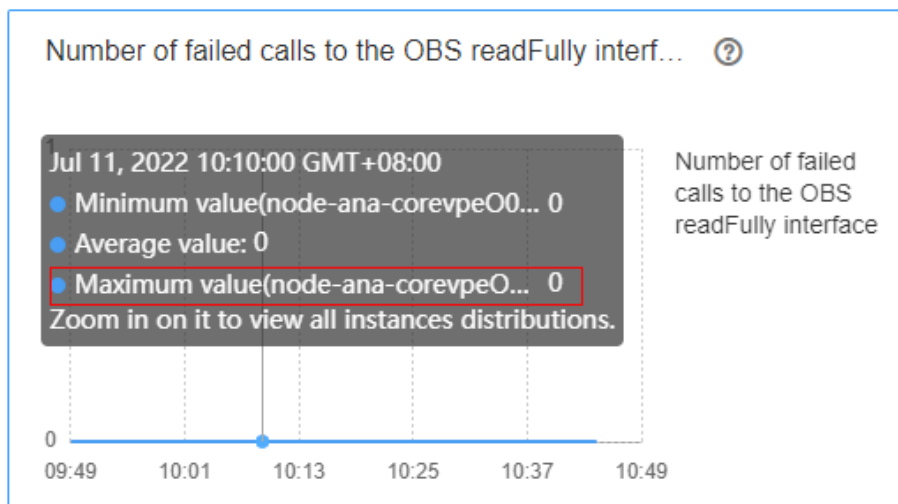 Number of failed calls to the OBS readFully interf...
1
Jul 11, 2022 10:10:00 GMT+08:00
Minimum value(node-ana-corevpeO0... 0
Average value: 0
Maximum value(node-ana-corevpeO... 0
Zoom in on it to view all instances distributions.
Number of failed
calls to the OBS
readFully interface
0
09:49 10:01 10:13 10:25 10:37 10:49